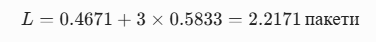 L = 0.4671 + 3 × 0.5833 = 2.2171 пакети